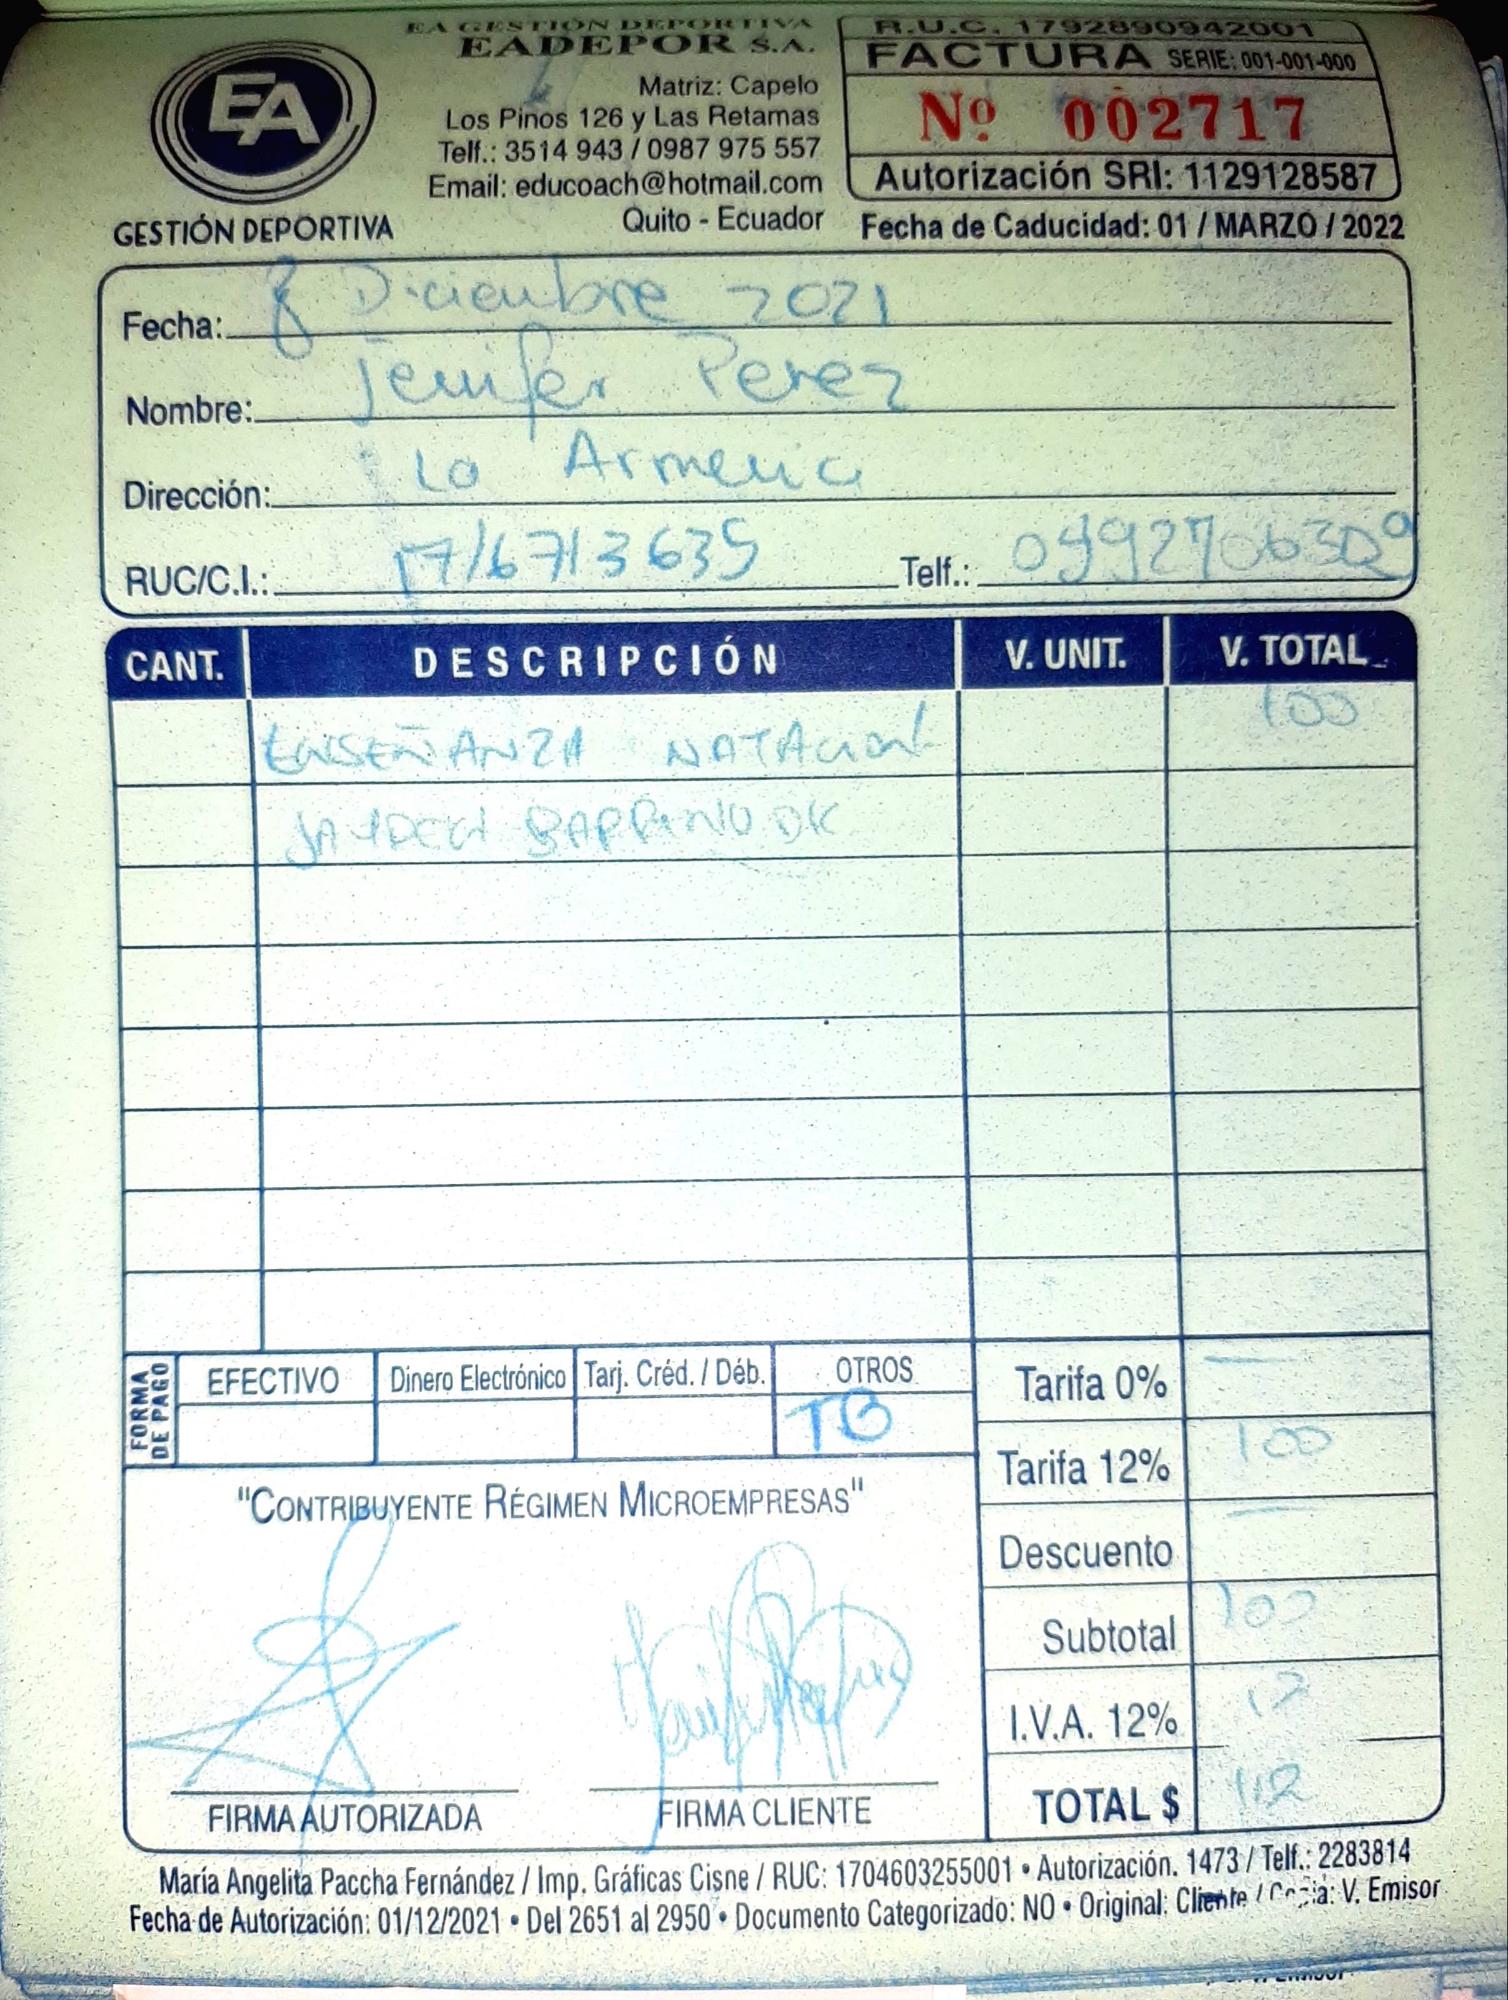 EA GESTIÓN DEPORTIVA
EADEPOR S.A.
Matriz: Capelo
Los Pinos 126 y Las Retamas
Telf.: 3514 943 / 0987 975 557
Email: educoach@hotmail.com
Quito - Ecuador
EA
GESTIÓN DEPORTIVA
R.U.C. 1792890942001
FACTURA SERIE: 001-001-000
Nº 002717
Autorización SRI: 1129128587
Fecha de Caducidad: 01 / MARZO / 2022
Fecha: 8 Diciembre 2021
Nombre: Jenifer Perez
Dirección: La Armenia
RUC/C.I.: 1716713635 Telf.:
CANT. DESCRIPCIÓN V. UNIT. V. TOTAL
ENSEÑANZA NATACION 100
FORMA DE PAGO
EFECTIVO Dinero Electrónico Tarj. Créd. / Déb. OTROS
TB
Tarifa 0% —
Tarifa 12% 100
Descuento —
Subtotal 100
I.V.A. 12% 12
TOTAL $ 112
"CONTRIBUYENTE RÉGIMEN MICROEMPRESAS"
FIRMA AUTORIZADA FIRMA CLIENTE
María Angelita Paccha Fernández / Imp. Gráficas Cisne / RUC: 1704603255001 • Autorización. 1473 / Telf.: 2283814
Fecha de Autorización: 01/12/2021 • Del 2651 al 2950 • Documento Categorizado: NO • Original: Cliente / Copia: V. Emisor